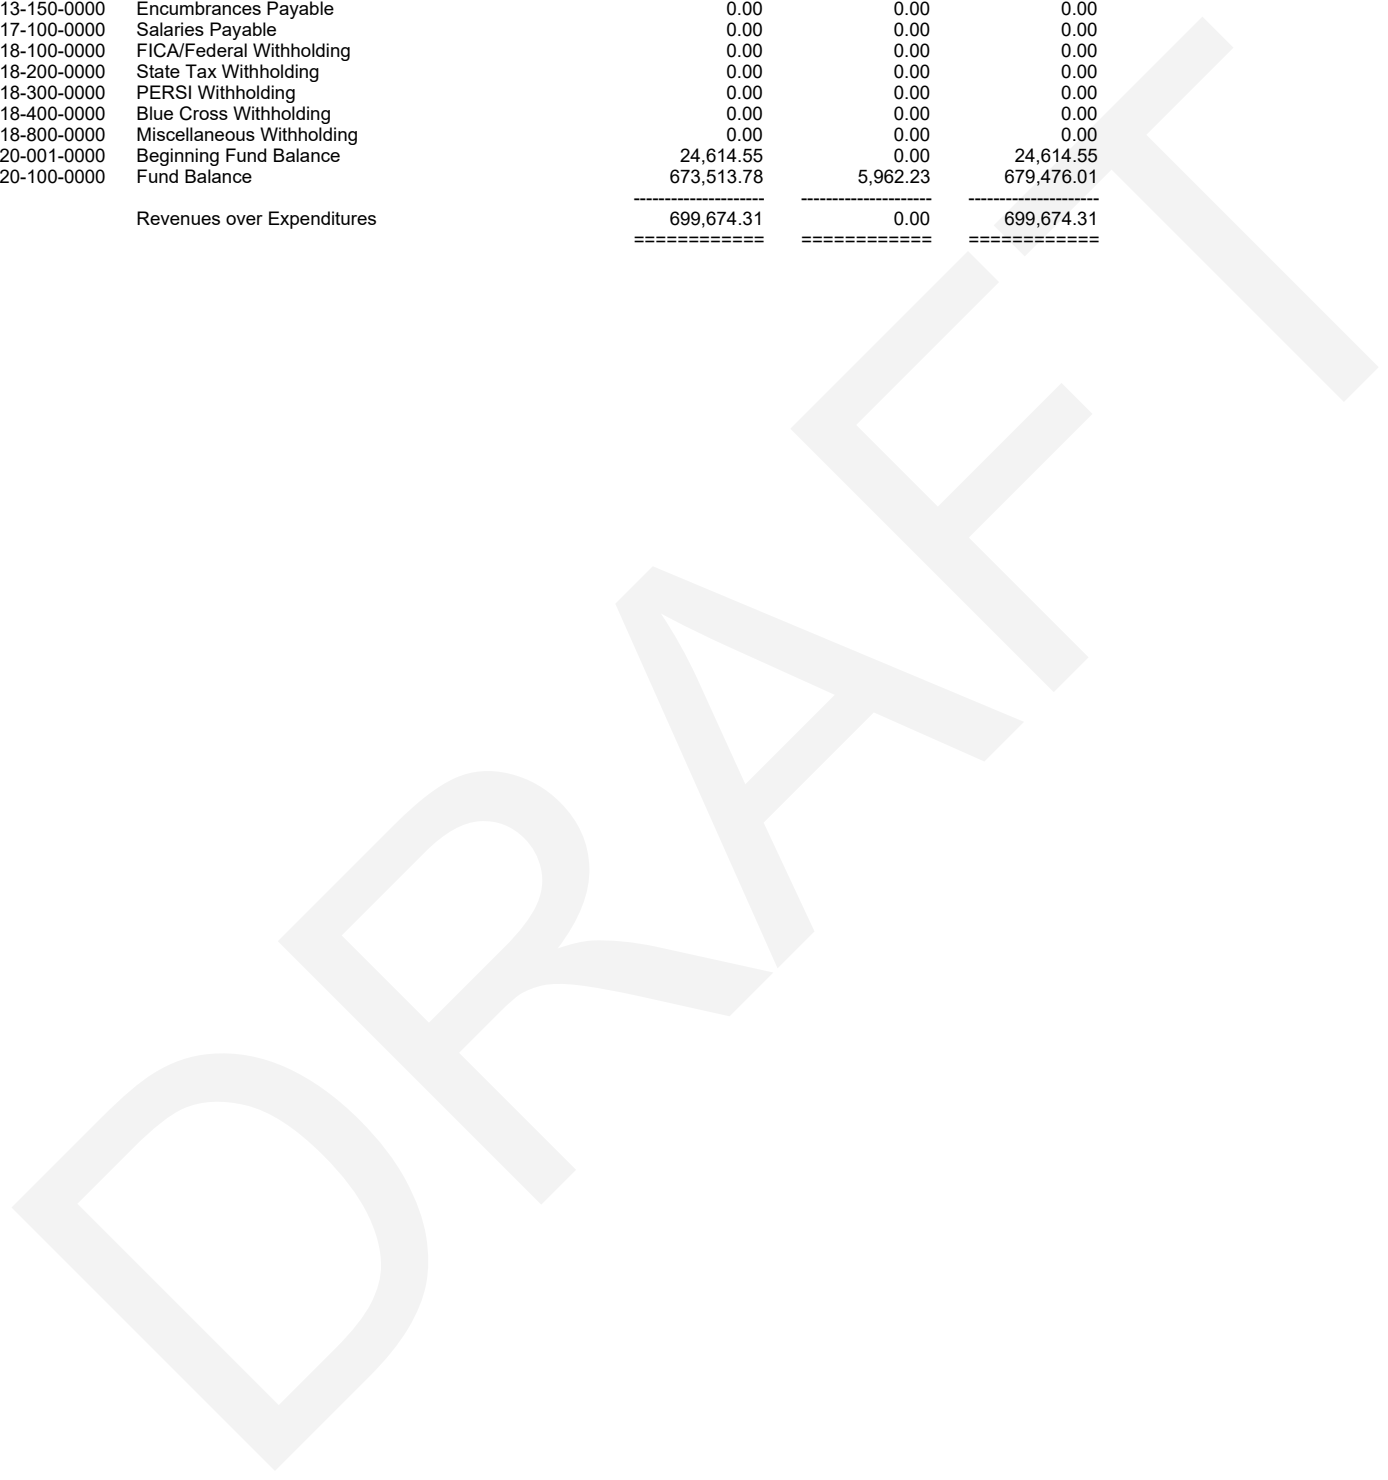 13-150-0000 Encumbrances Payable 0.00 0.00 0.00
17-100-0000 Salaries Payable 0.00 0.00 0.00
18-100-0000 FICA/Federal Withholding 0.00 0.00 0.00
18-200-0000 State Tax Withholding 0.00 0.00 0.00
18-300-0000 PERSI Withholding 0.00 0.00 0.00
18-400-0000 Blue Cross Withholding 0.00 0.00 0.00
18-800-0000 Miscellaneous Withholding 0.00 0.00 0.00
20-001-0000 Beginning Fund Balance 24,614.55 0.00 24,614.55
20-100-0000 Fund Balance 673,513.78 5,962.23 679,476.01
--------------------- --------------------- ---------------------
Revenues over Expenditures 699,674.31 0.00 699,674.31
============ ============ ============
DRAFT